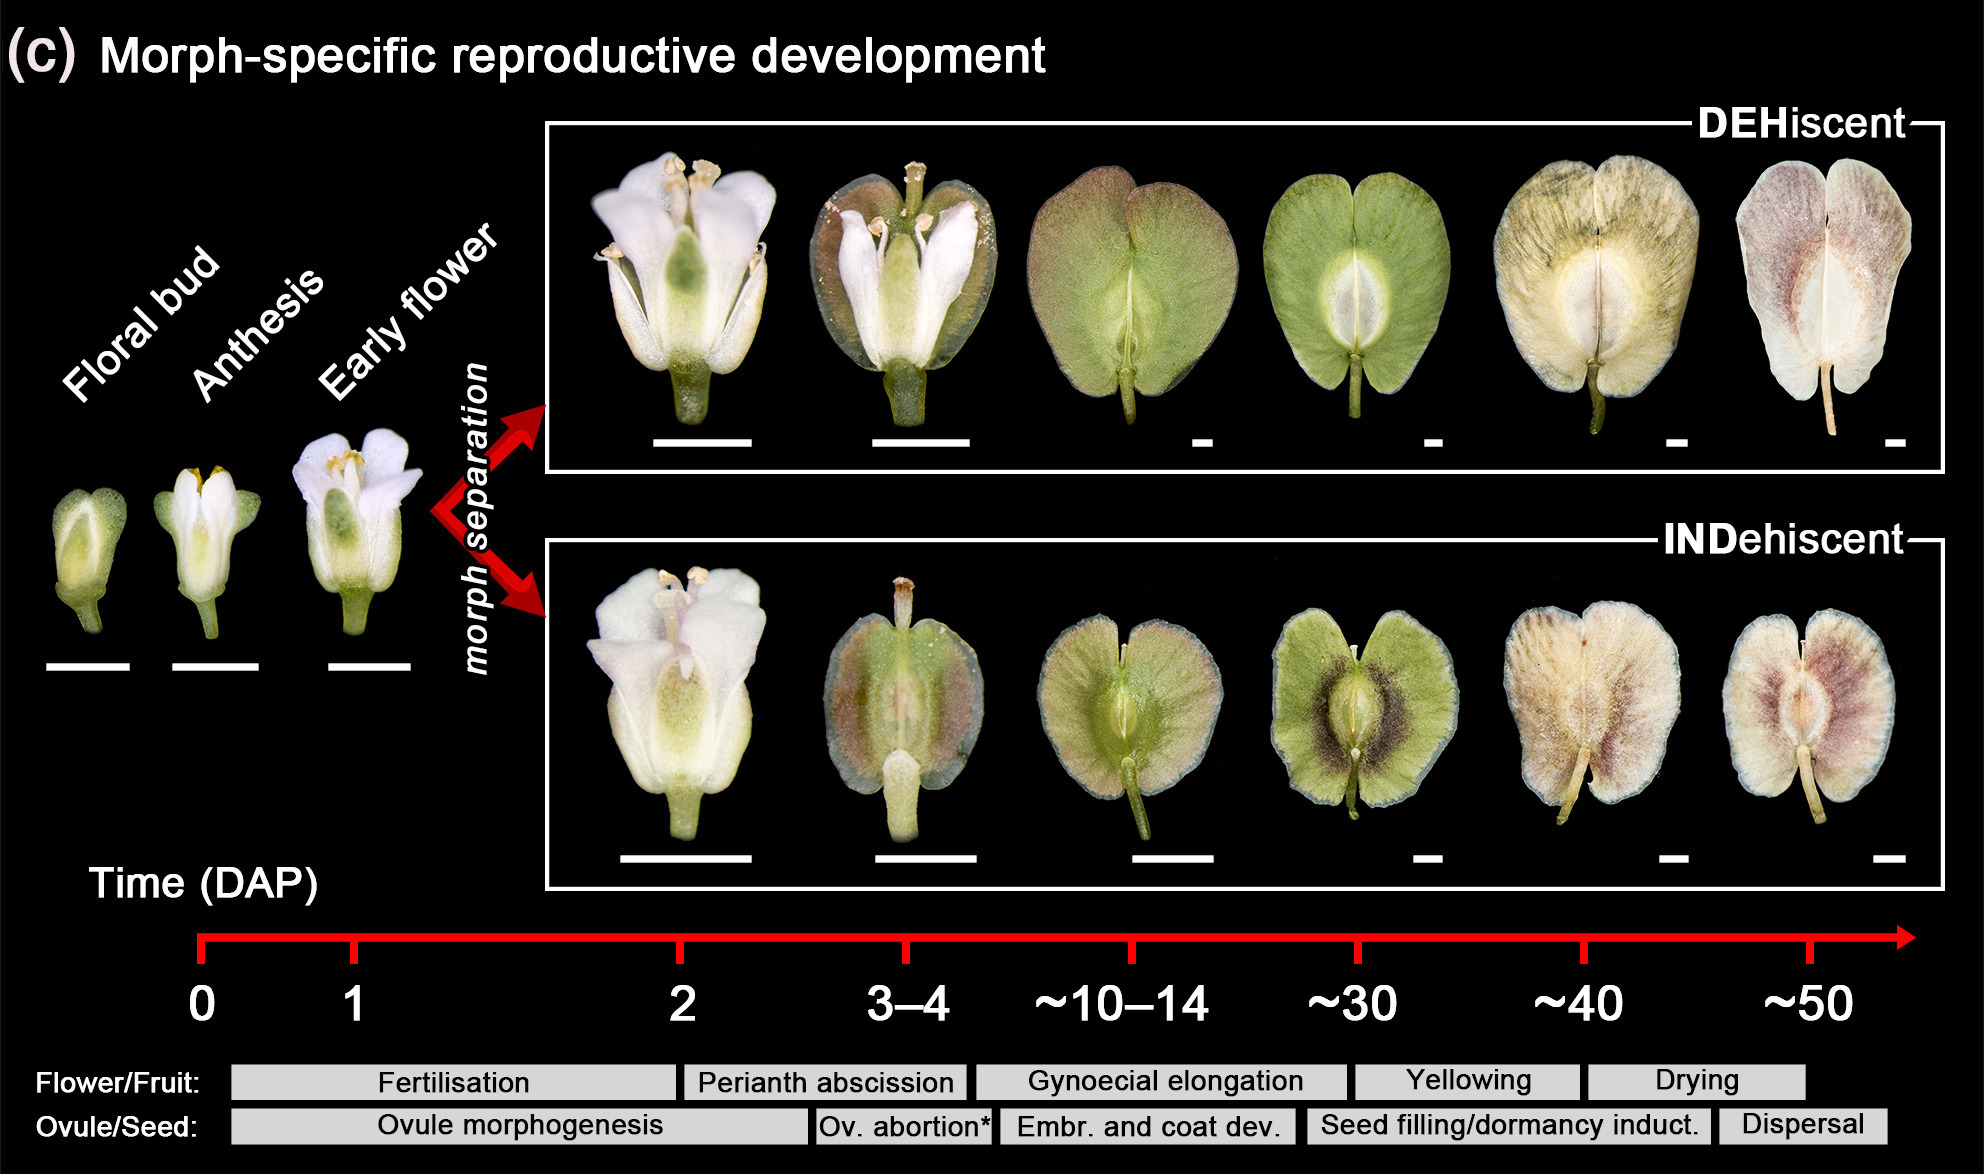 (c) Morph-specific reproductive development
DEHiscent
Floral bud
Anthesis
Early flower
morph separation
INDehiscent
Time (DAP)
0 1 2 3–4 ~10–14 ~30 ~40 ~50
Flower/Fruit: Fertilisation Perianth abscission Gynoecial elongation Yellowing Drying
Ovule/Seed: Ovule morphogenesis Ov. abortion* Embr. and coat dev. Seed filling/dormancy induct. Dispersal